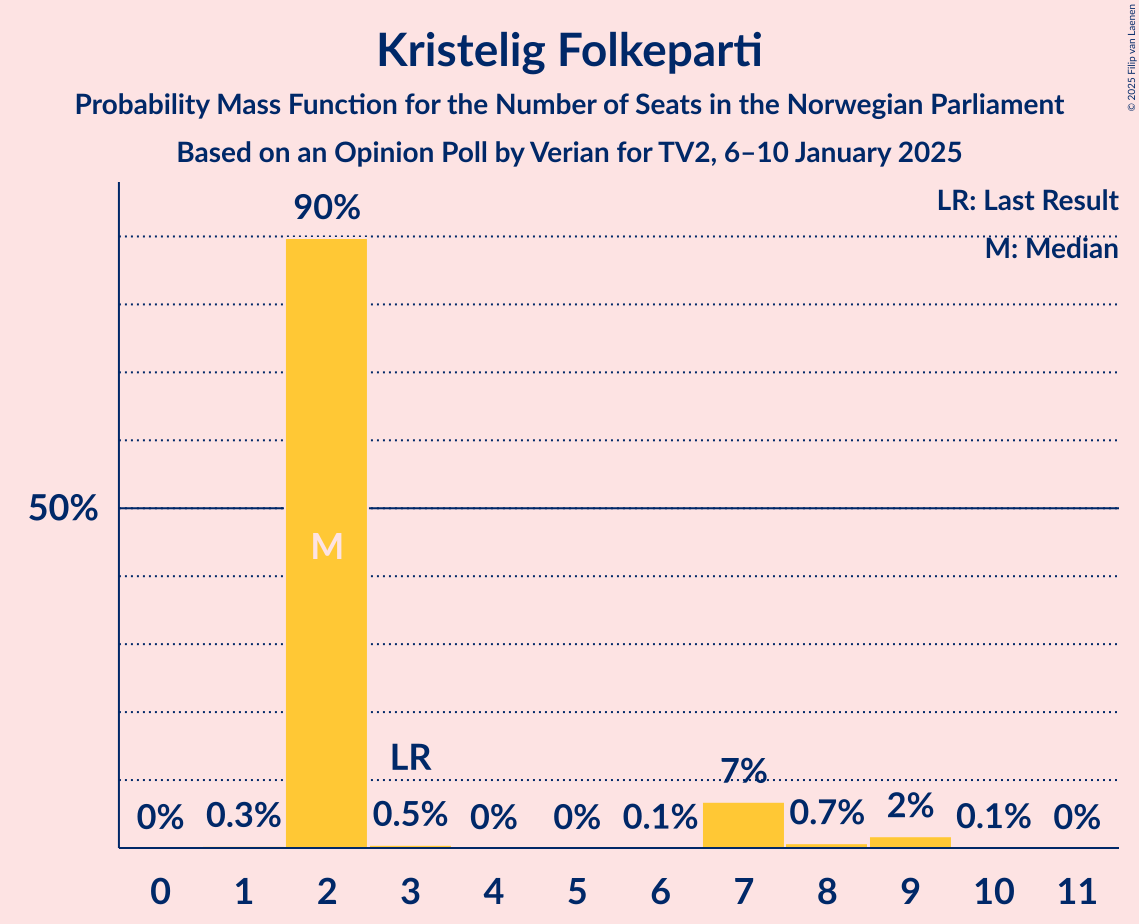 Kristelig Folkeparti
Probability Mass Function for the Number of Seats in the Norwegian Parliament
Based on an Opinion Poll by Verian for TV2, 6–10 January 2025
© 2025 Filip van Laenen
LR: Last Result
M: Median
90%
50%
M
LR
0%
0.3%
0.5%
0%
0%
0.1%
7%
0.7%
2%
0.1%
0%
0 1 2 3 4 5 6 7 8 9 10 11